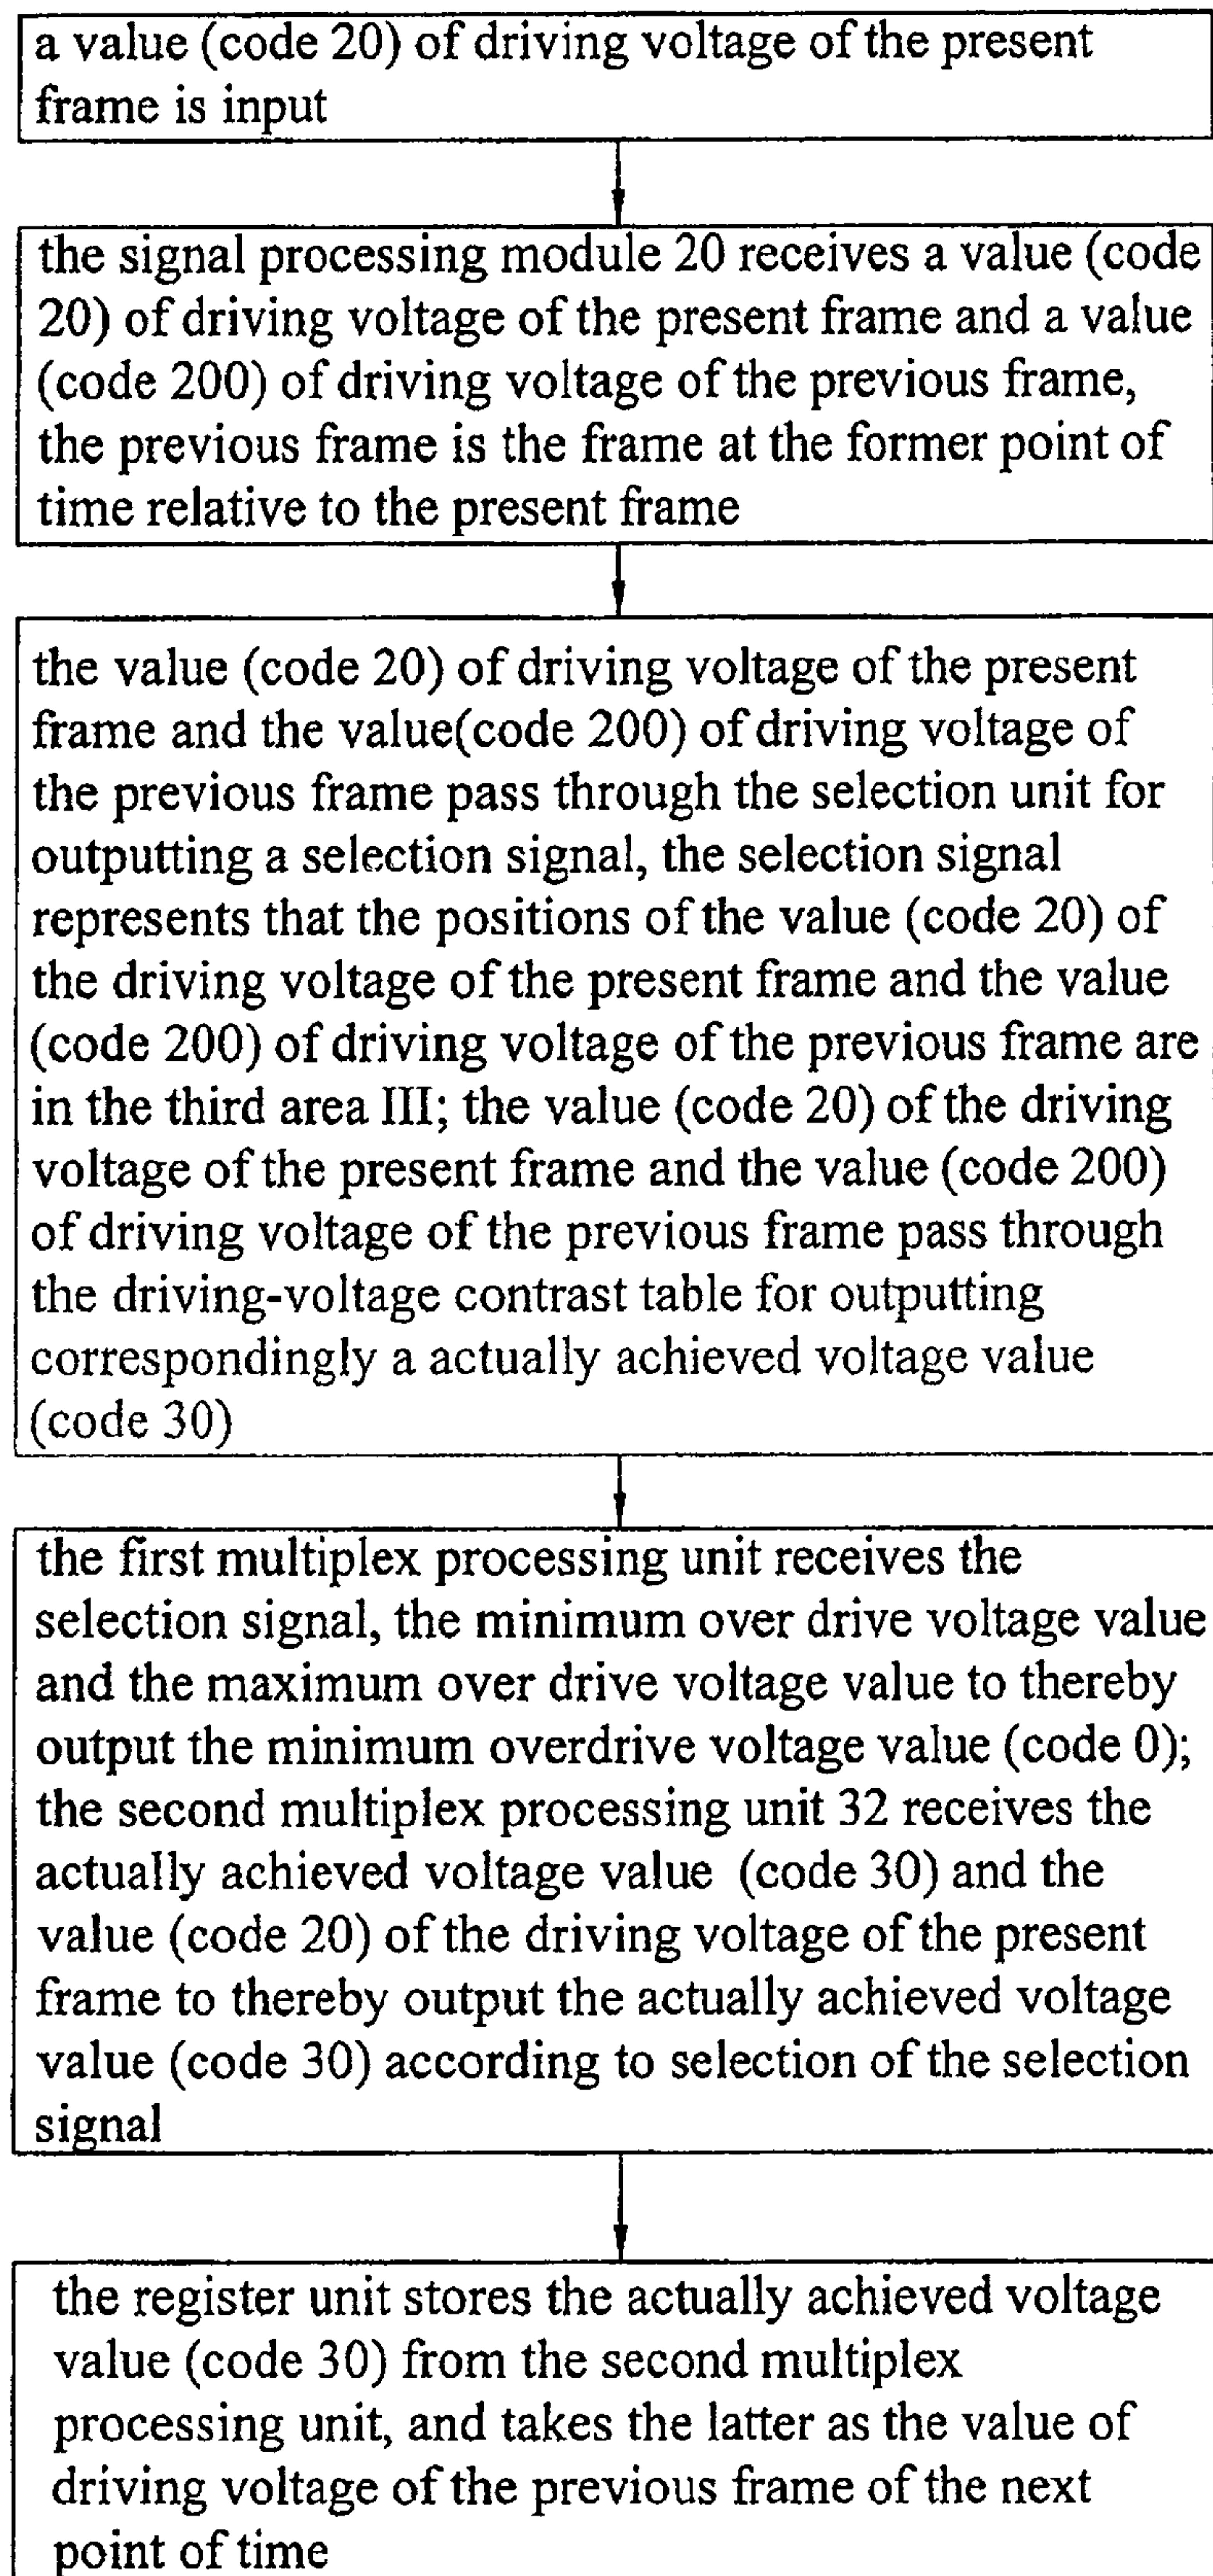 a value (code 20) of driving voltage of the present
frame is input
the signal processing module 20 receives a value (code
20) of driving voltage of the present frame and a value
(code 200) of driving voltage of the previous frame,
the previous frame is the frame at the former point of
time relative to the present frame
the value (code 20) of driving voltage of the present
frame and the value(code 200) of driving voltage of
the previous frame pass through the selection unit for
outputting a selection signal, the selection signal
represents that the positions of the value (code 20) of
the driving voltage of the present frame and the value
(code 200) of driving voltage of the previous frame are
in the third area III; the value (code 20) of the driving
voltage of the present frame and the value (code 200)
of driving voltage of the previous frame pass through
the driving-voltage contrast table for outputting
correspondingly a actually achieved voltage value
(code 30)
the first multiplex processing unit receives the
selection signal, the minimum over drive voltage value
and the maximum over drive voltage value to thereby
output the minimum overdrive voltage value (code 0);
the second multiplex processing unit 32 receives the
actually achieved voltage value (code 30) and the
value (code 20) of the driving voltage of the present
frame to thereby output the actually achieved voltage
value (code 30) according to selection of the selection
signal
the register unit stores the actually achieved voltage
value (code 30) from the second multiplex
processing unit, and takes the latter as the value of
driving voltage of the previous frame of the next
point of time